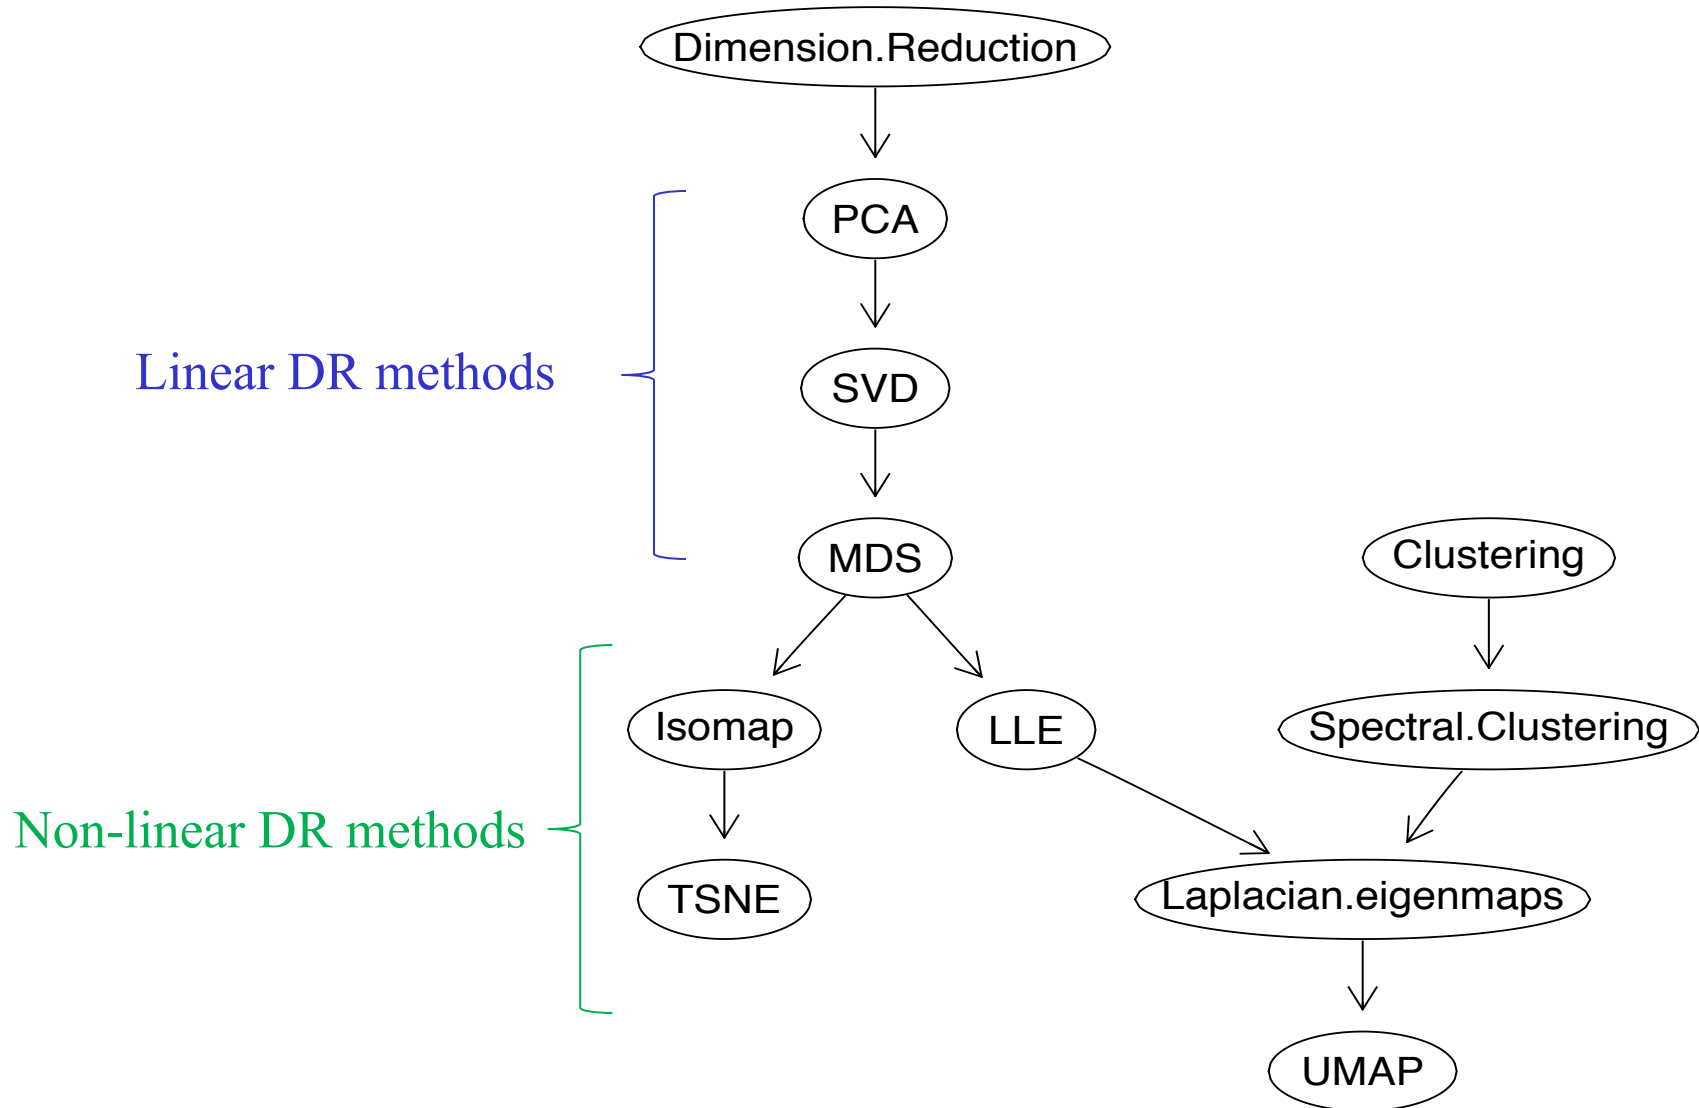 Dimension.Reduction
PCA
Linear DR methods
SVD
MDS
Clustering
Isomap
LLE
Spectral.Clustering
Non-linear DR methods
TSNE
Laplacian.eigenmaps
UMAP